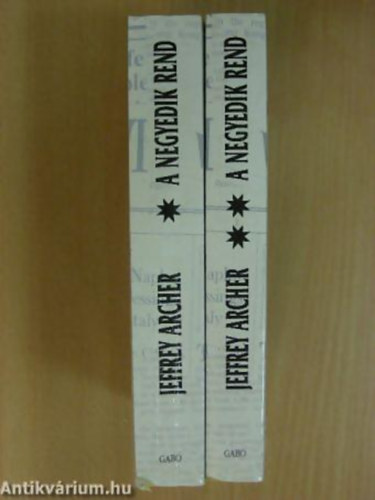 JEFFREY ARCHER ✷ A NEGYEDIK REND
GABO
JEFFREY ARCHER ✷ ✷ A NEGYEDIK REND
GABO
Antikvárium.hu